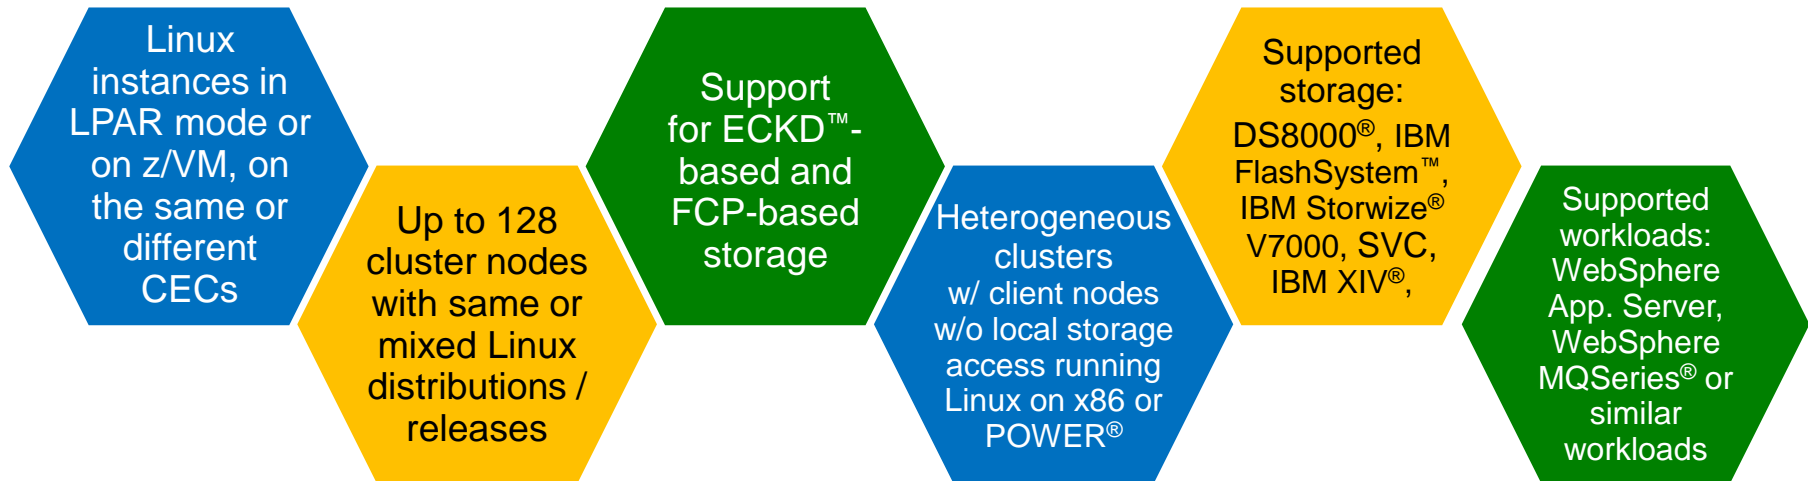 Linux
instances in
LPAR mode or
on z/VM, on
the same or
different
CECs
Up to 128
cluster nodes
with same or
mixed Linux
distributions /
releases
Support
for ECKD™-
based and
FCP-based
storage
Heterogeneous
clusters
w/ client nodes
w/o local storage
access running
Linux on x86 or
POWER®
Supported
storage:
DS8000®, IBM
FlashSystem™,
IBM Storwize®
V7000, SVC,
IBM XIV®,
Supported
workloads:
WebSphere
App. Server,
WebSphere
MQSeries® or
similar
workloads